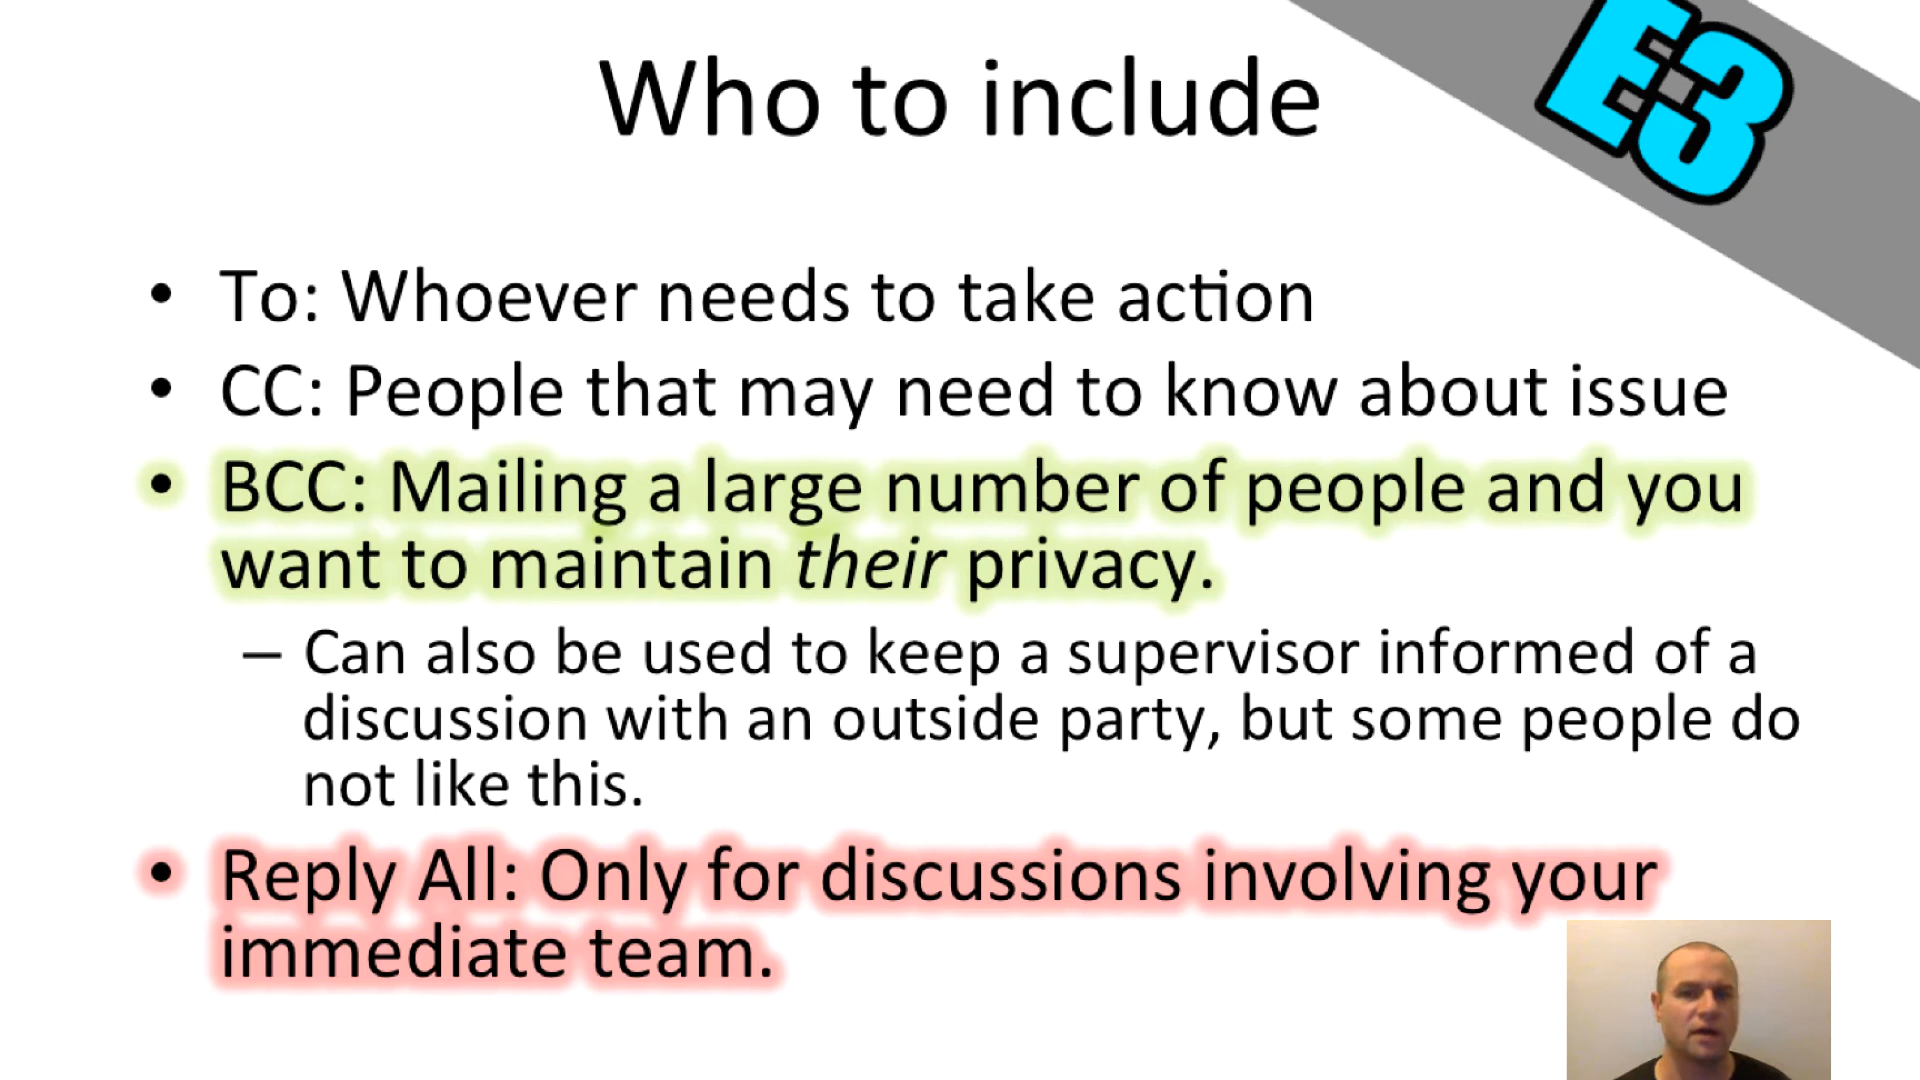 E3
Who to include
• To: Whoever needs to take action
• CC: People that may need to know about issue
• BCC: Mailing a large number of people and you
want to maintain their privacy.
– Can also be used to keep a supervisor informed of a
discussion with an outside party, but some people do
not like this.
• Reply All: Only for discussions involving your
immediate team.